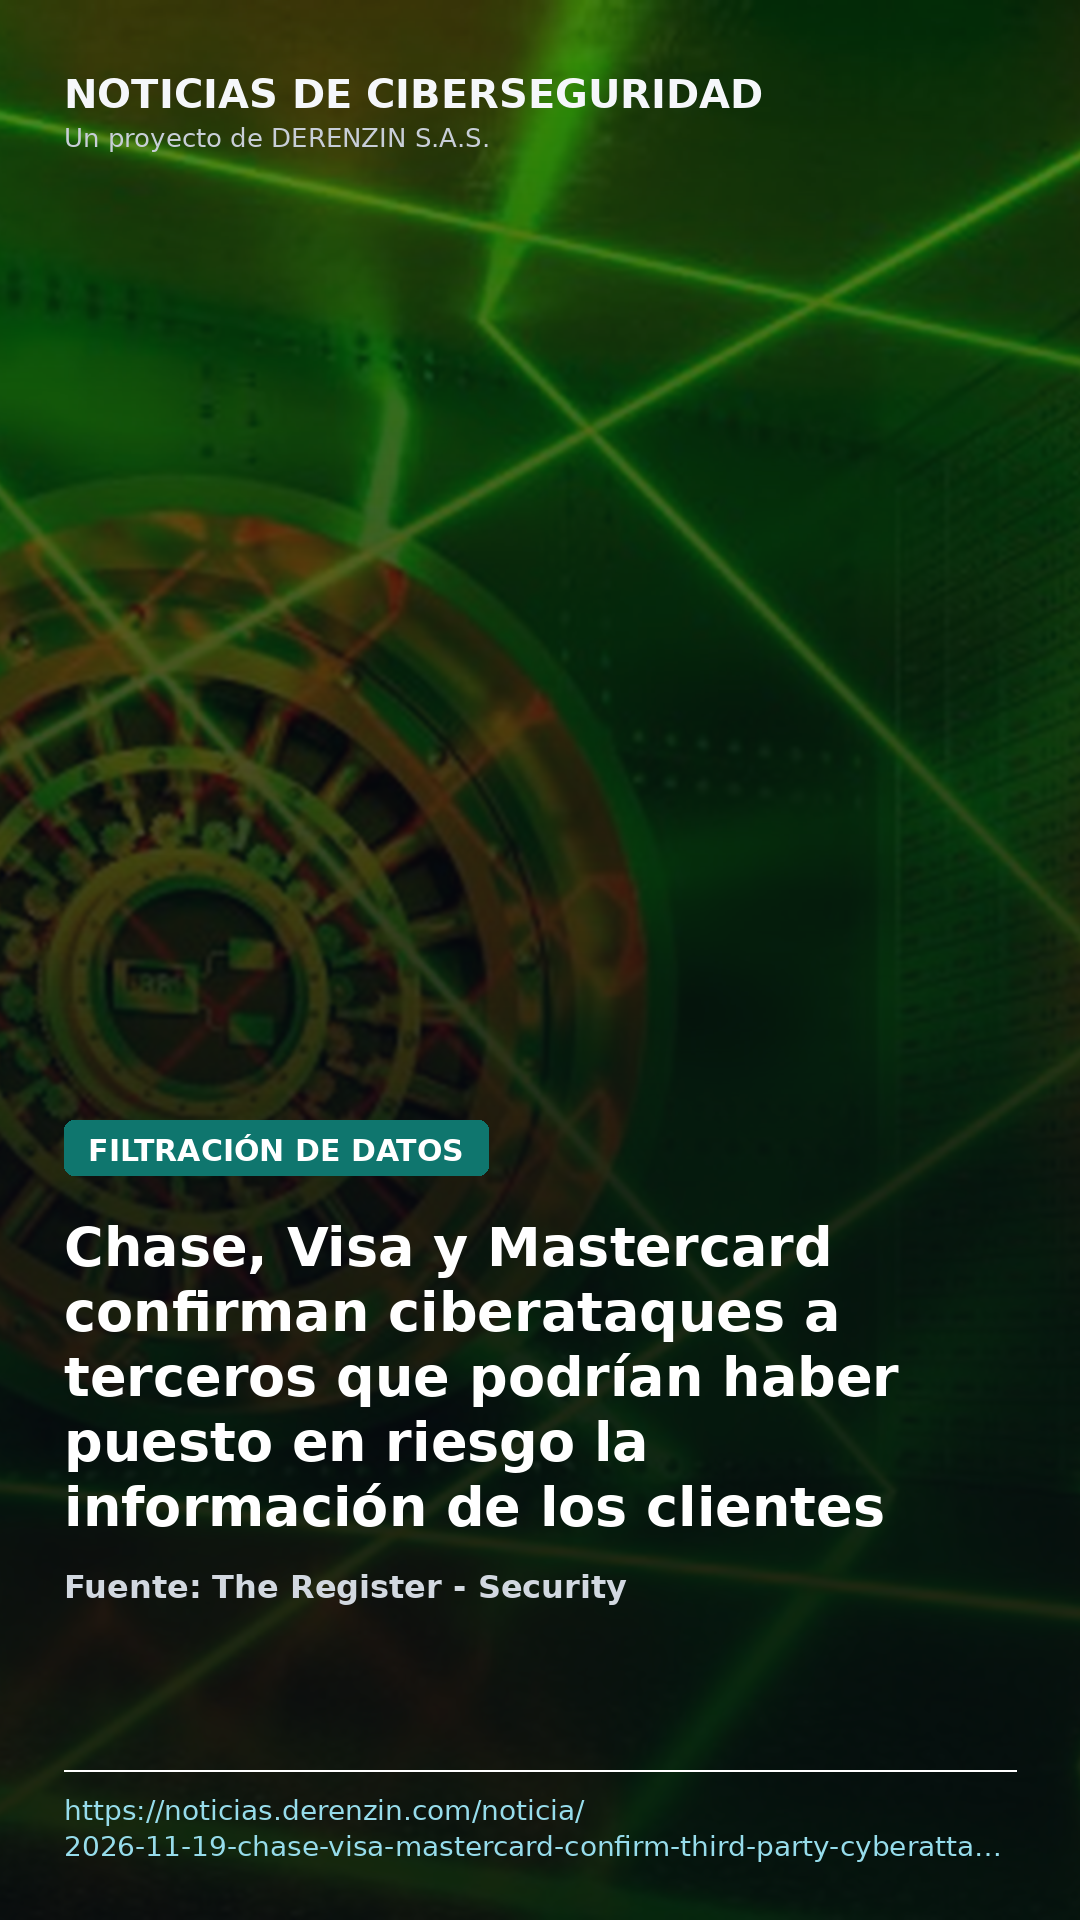 NOTICIAS DE CIBERSEGURIDAD
Un proyecto de DERENZIN S.A.S.
FILTRACIÓN DE DATOS
Chase, Visa y Mastercard
confirman ciberataques a
terceros que podrían haber
puesto en riesgo la
información de los clientes
Fuente: The Register - Security
https://noticias.derenzin.com/noticia/
2026-11-19-chase-visa-mastercard-confirm-third-party-cyberatta…